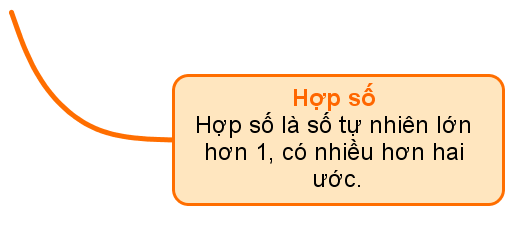 Hợp số
Hợp số là số tự nhiên lớn
hơn 1, có nhiều hơn hai
ước.